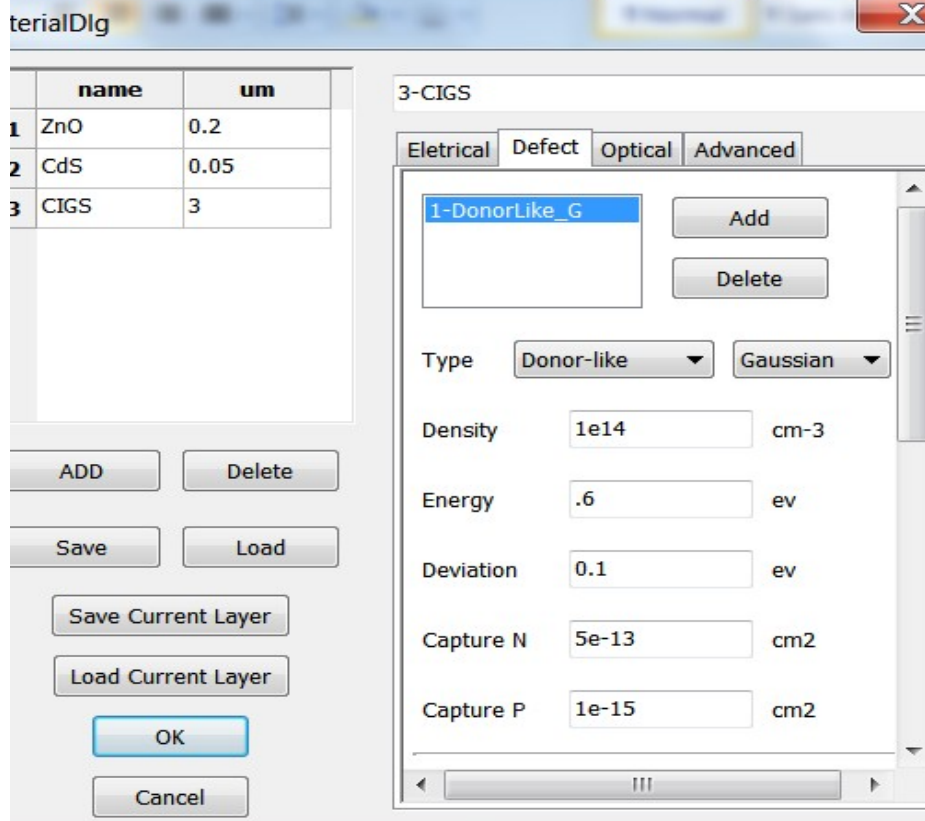 terialDlg
name um
1 ZnO 0.2
2 CdS 0.05
3 CIGS 3
ADD Delete
Save Load
Save Current Layer
Load Current Layer
OK
Cancel
3-CIGS
Eletrical Defect Optical Advanced
1-DonorLike_G
Add
Delete
Type Donor-like Gaussian
Density 1e14 cm-3
Energy .6 ev
Deviation 0.1 ev
Capture N 5e-13 cm2
Capture P 1e-15 cm2